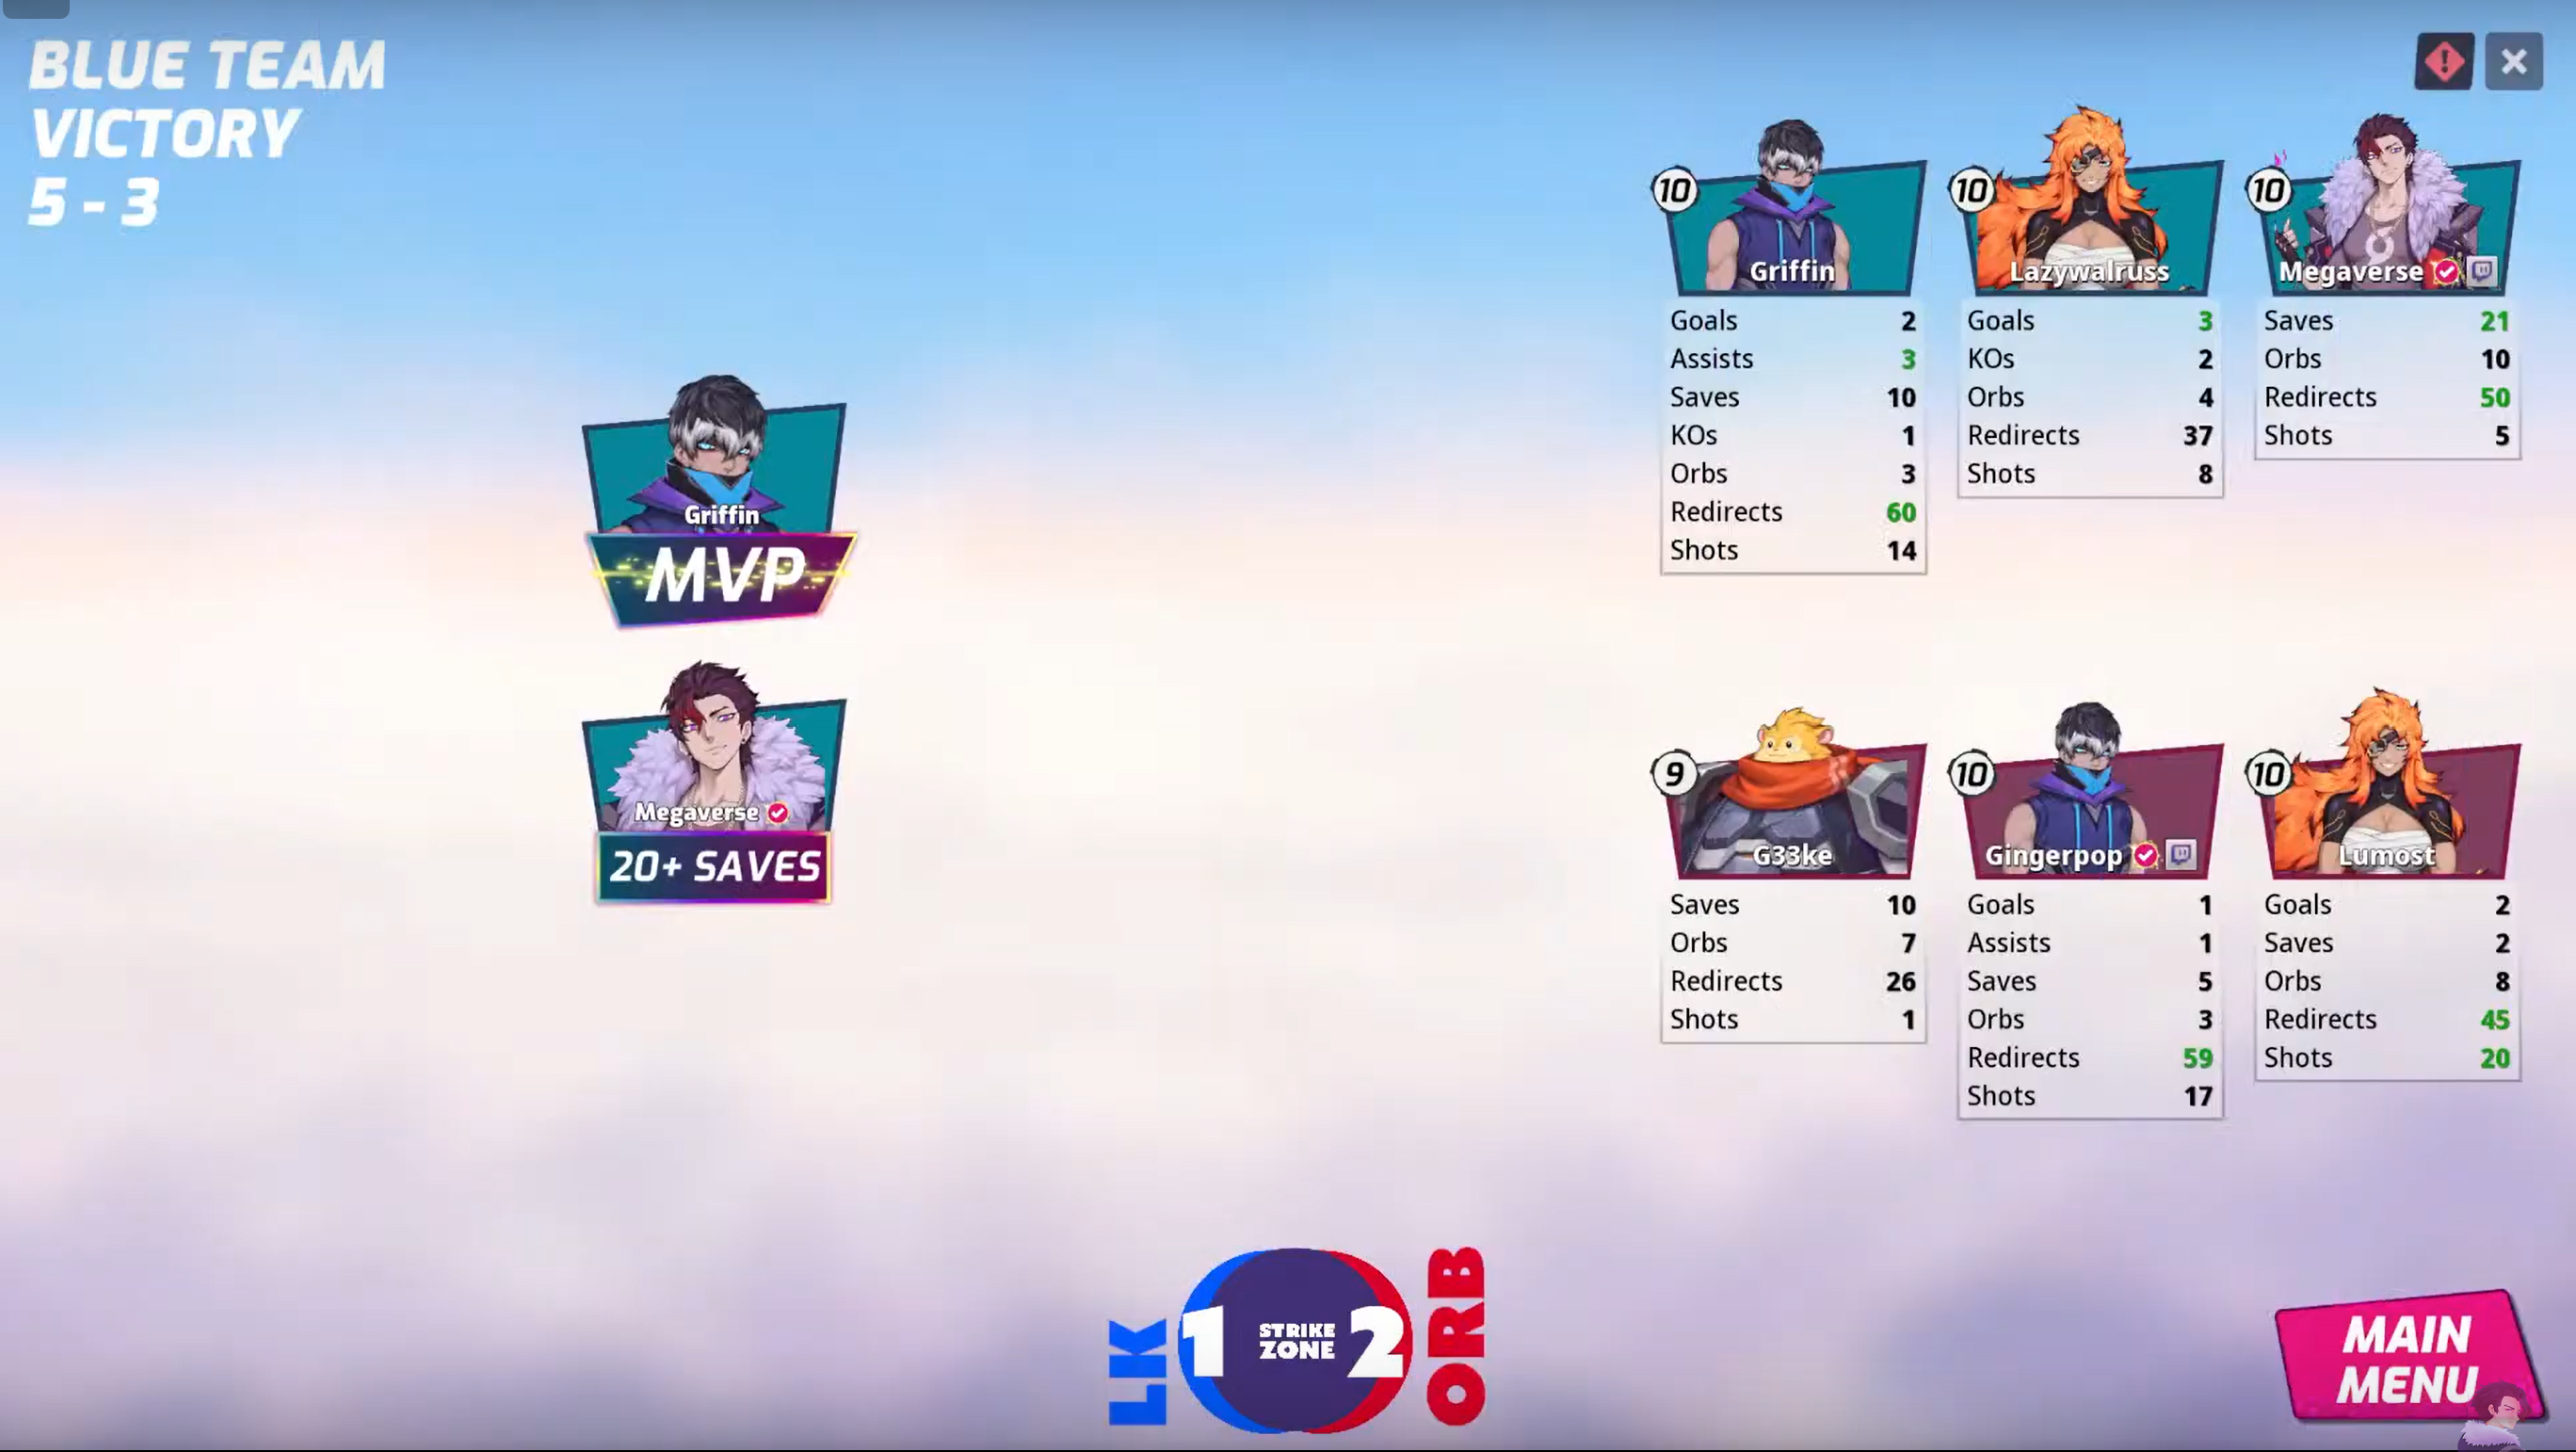 BLUE TEAM
VICTORY
5 - 3
Griffin
MVP
Megaverse
20+ SAVES
10
Griffin
Goals 2
Assists 3
Saves 10
KOs 1
Orbs 3
Redirects 60
Shots 14
10
Lazywalruss
Goals 3
KOs 2
Orbs 4
Redirects 37
Shots 8
10
Megaverse
Saves 21
Orbs 10
Redirects 50
Shots 5
9
G33ke
Saves 10
Orbs 7
Redirects 26
Shots 1
10
Gingerpop
Goals 1
Assists 1
Saves 5
Orbs 3
Redirects 59
Shots 17
10
Lumost
Goals 2
Saves 2
Orbs 8
Redirects 45
Shots 20
LK
1
STRIKE
ZONE
2
ORB
MAIN
MENU